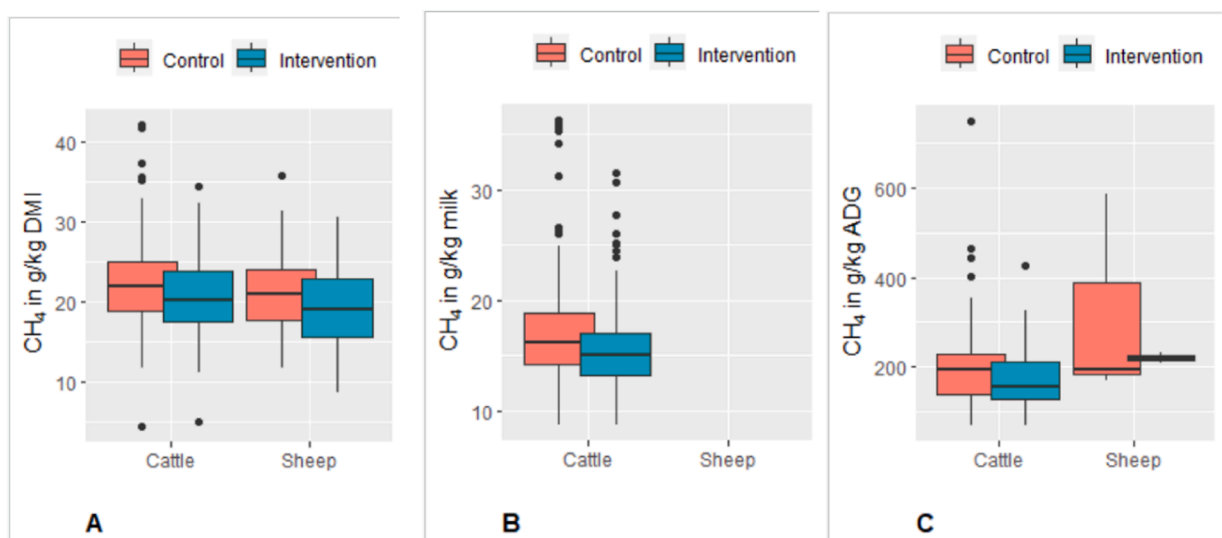 Control Intervention
CH₄ in g/kg DMI
40
30
20
10
Cattle Sheep
A
Control Intervention
CH₄ in g/kg milk
30
20
10
Cattle Sheep
B
Control Intervention
CH₄ in g/kg ADG
600
400
200
Cattle Sheep
C